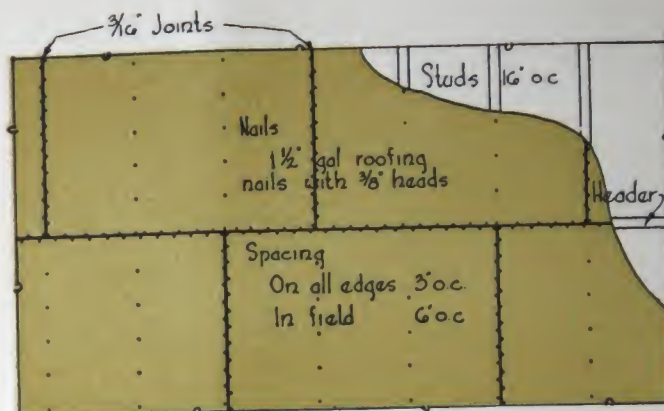 3/16" Joints
Studs 16" o.c
Nails
1 1/2" gal roofing
nails with 3/8" heads
Header
Spacing
On all edges 3" o.c.
In field 6" o.c